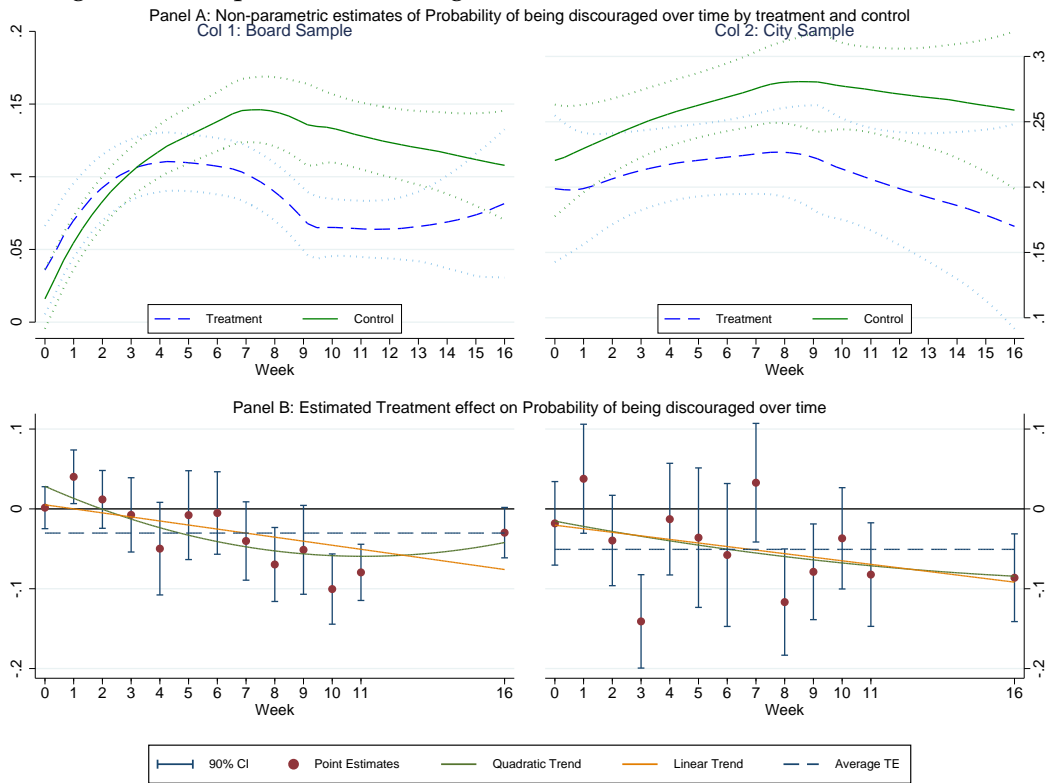 Panel A: Non-parametric estimates of Probability of being discouraged over time by treatment and control
Col 1: Board Sample
Col 2: City Sample
.2
.15
.1
.05
0
.3
.25
.2
.15
.1
Treatment Control
Treatment Control
0 1 2 3 4 5 6 7 8 9 10 11 12 13 14 15 16
0 1 2 3 4 5 6 7 8 9 10 11 12 13 14 15 16
Week
Week
Panel B: Estimated Treatment effect on Probability of being discouraged over time
.1
0
-.1
-.2
.1
0
-.1
-.2
0 1 2 3 4 5 6 7 8 9 10 11 16
0 1 2 3 4 5 6 7 8 9 10 11 16
Week
Week
90% CI Point Estimates Quadratic Trend Linear Trend Average TE